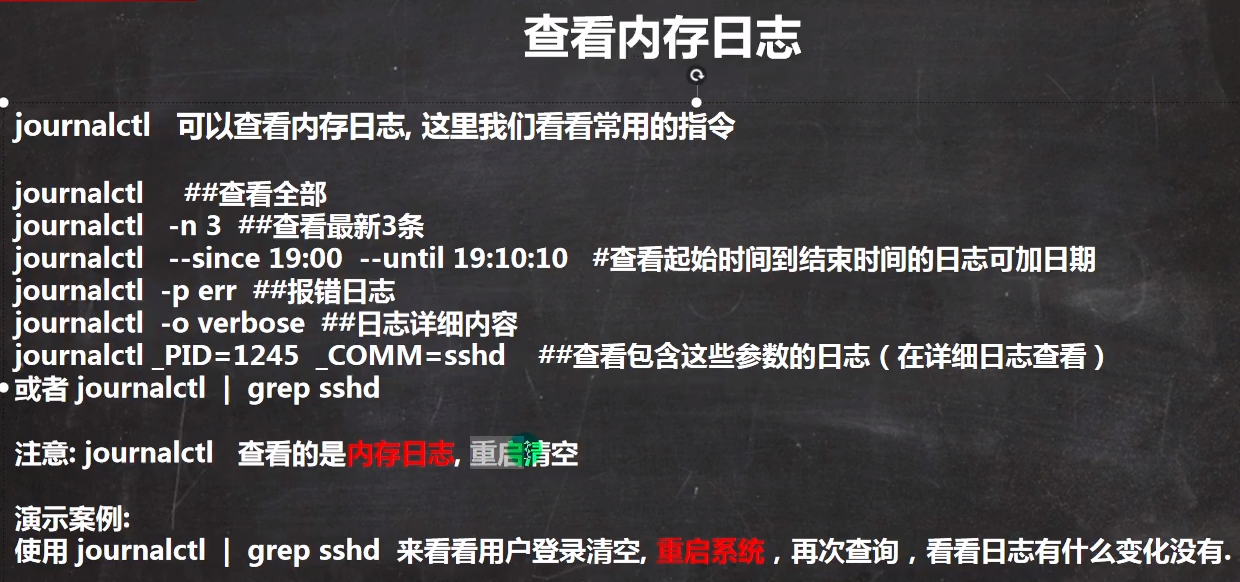 查看内存日志
journalctl 可以查看内存日志, 这里我们看看常用的指令
journalctl ##查看全部
journalctl -n 3 ##查看最新3条
journalctl --since 19:00 --until 19:10:10 #查看起始时间到结束时间的日志可加日期
journalctl -p err ##报错日志
journalctl -o verbose ##日志详细内容
journalctl _PID=1245 _COMM=sshd ##查看包含这些参数的日志（在详细日志查看）
或者 journalctl | grep sshd
注意: journalctl 查看的是内存日志, 重启清空
演示案例:
使用 journalctl | grep sshd 来看看用户登录清空, 重启系统，再次查询，看看日志有什么变化没有.